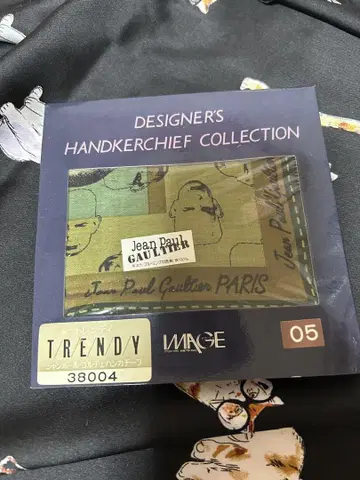 DESIGNER'S
HANDKERCHIEF COLLECTION
Jean Paul
GAULTIER
Jean Paul Gaultier PARIS
Jean Paul
TRENDY
38004
IMAGE
05